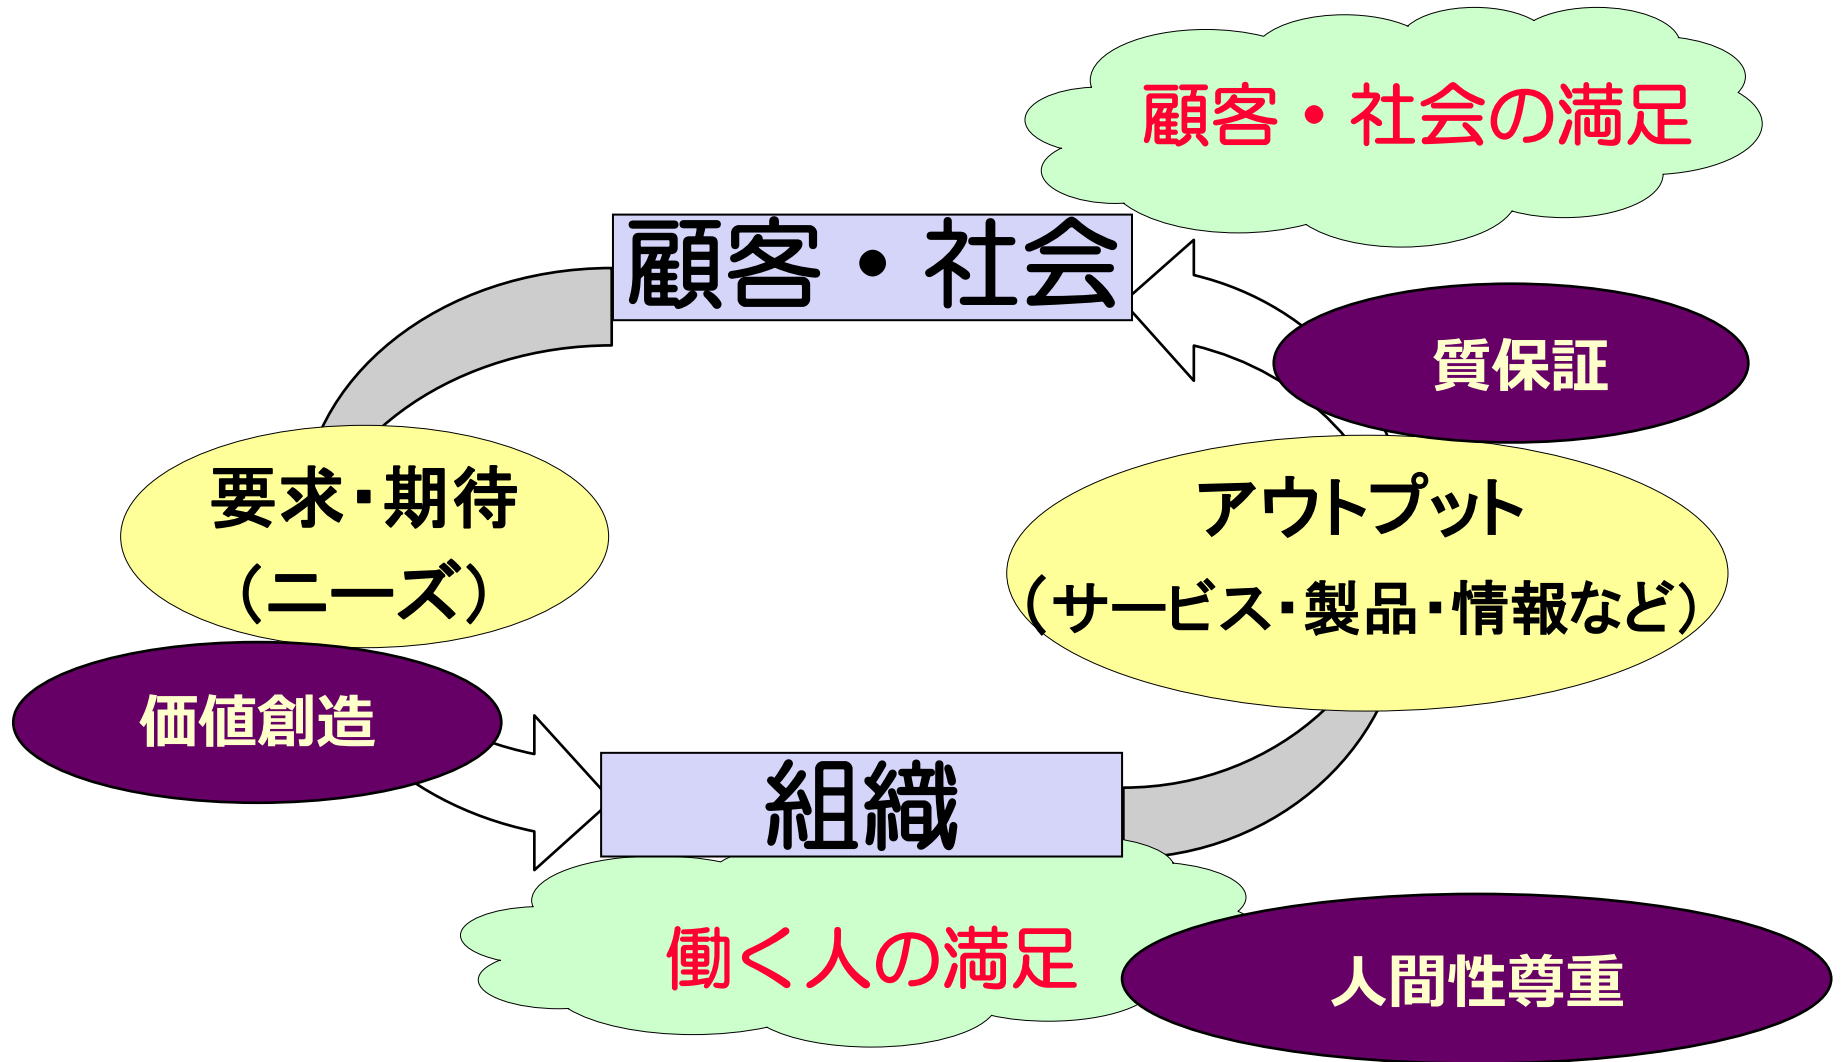 顧客・社会の満足
顧客・社会
質保証
要求・期待
（ニーズ）
アウトプット
（サービス・製品・情報など）
価値創造
組織
働く人の満足
人間性尊重